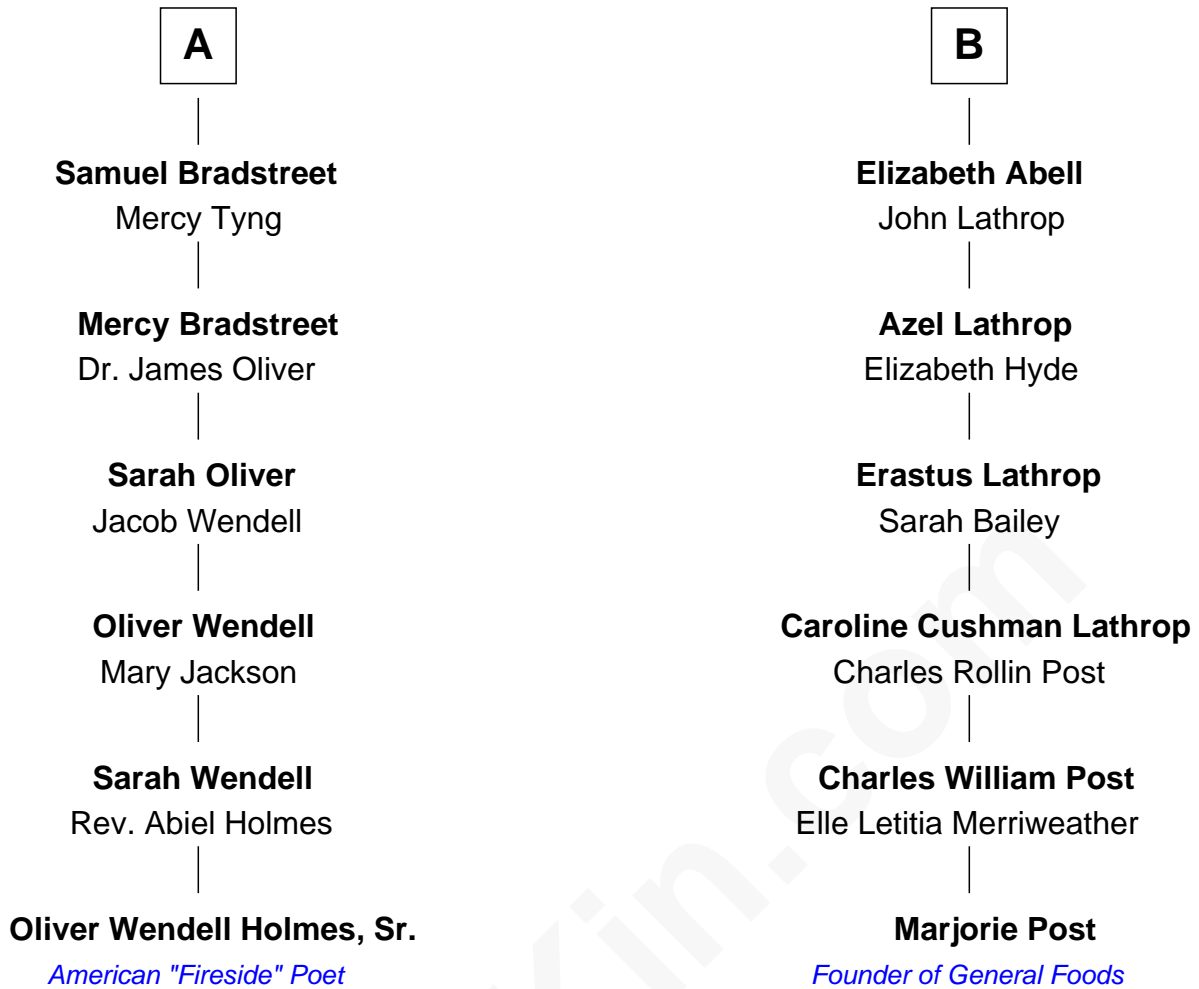 A
B
Samuel Bradstreet
Mercy Tyng
Elizabeth Abell
John Lathrop
Mercy Bradstreet
Dr. James Oliver
Azel Lathrop
Elizabeth Hyde
Sarah Oliver
Jacob Wendell
Erastus Lathrop
Sarah Bailey
Oliver Wendell
Mary Jackson
Caroline Cushman Lathrop
Charles Rollin Post
Sarah Wendell
Rev. Abiel Holmes
Charles William Post
Elle Letitia Merriweather
Oliver Wendell Holmes, Sr.
American "Fireside" Poet
Marjorie Post
Founder of General Foods